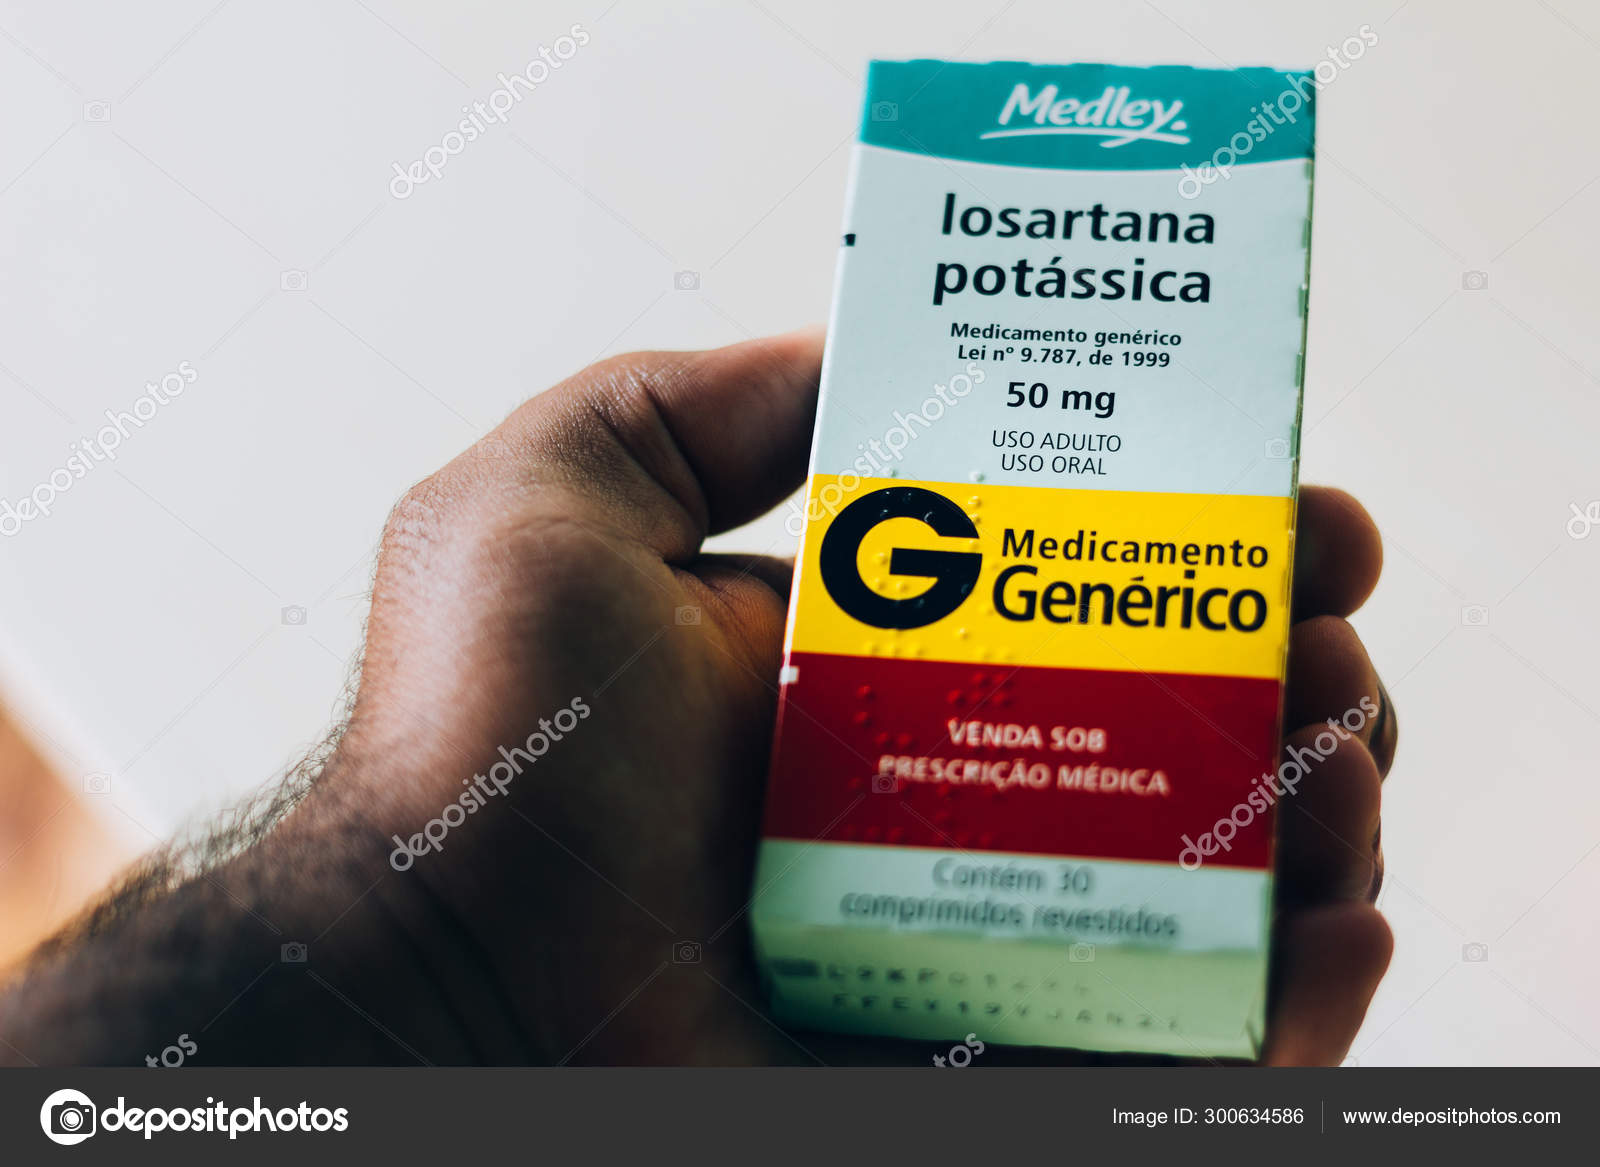 Medley.
losartana
potássica
Medicamento genérico
Lei nº 9.787, de 1999
50 mg
USO ADULTO
USO ORAL
G Medicamento
Genérico
VENDA SOB
PRESCRIÇÃO MÉDICA
Contém 30
comprimidos revestidos
depositphotos
Image ID: 300634586
www.depositphotos.com